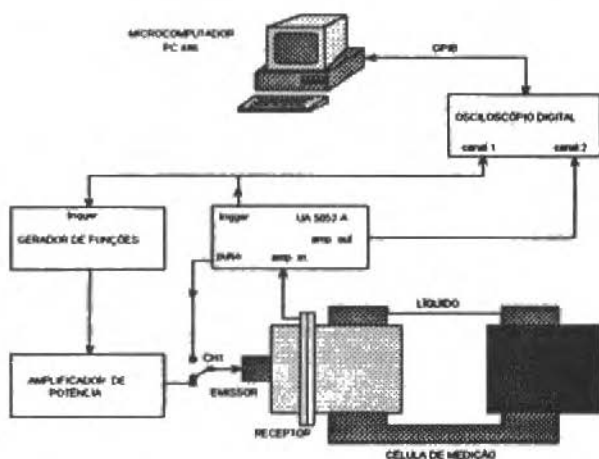 MICROCOMPUTADOR
PC 486
GPIB
OSCILOSCÓPIO DIGITAL
canal 1 canal 2
trigger
GERADOR DE FUNÇÕES
trigger UA 5052 A
amp. out
pulso amp. in.
LÍQUIDO
CH1
AMPLIFICADOR DE
POTÊNCIA
EMISSOR
RECEPTOR
CÉLULA DE MEDIÇÃO